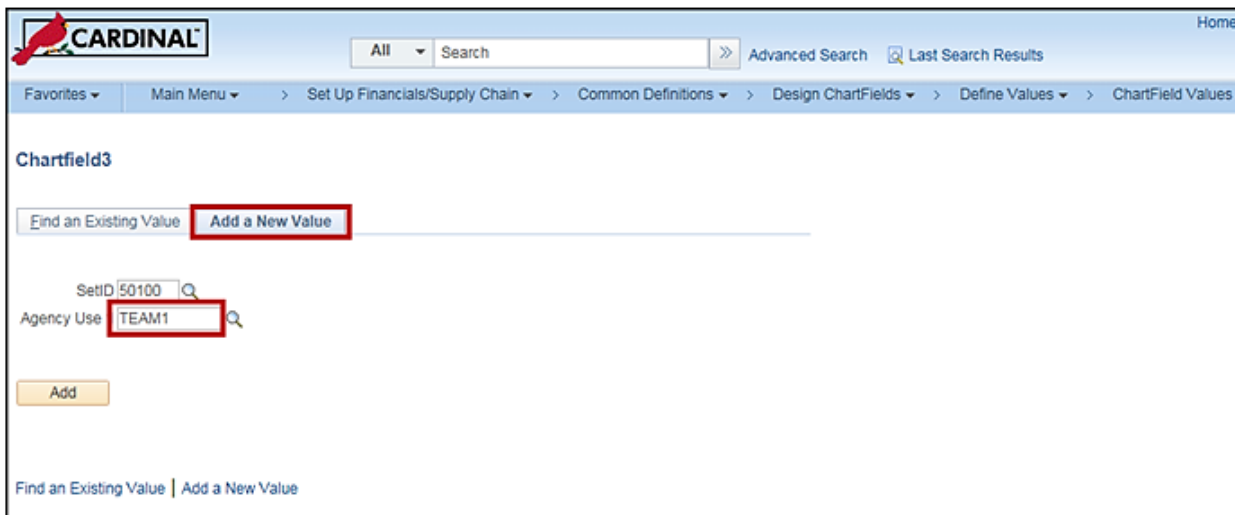 Home
CARDINAL™
All Search » Advanced Search Last Search Results
Favorites Main Menu > Set Up Financials/Supply Chain > Common Definitions > Design ChartFields > Define Values > ChartField Values
Chartfield3
Find an Existing Value Add a New Value
SetID 50100
Agency Use TEAM1
Add
Find an Existing Value | Add a New Value